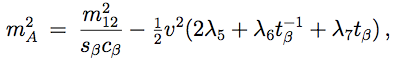 $m_A^2 = \frac{m_{12}^2}{s_\beta c_\beta} - \frac{1}{2} v^2 (2\lambda_5 + \lambda_6 t_\beta^{-1} + \lambda_7 t_\beta) \, ,$